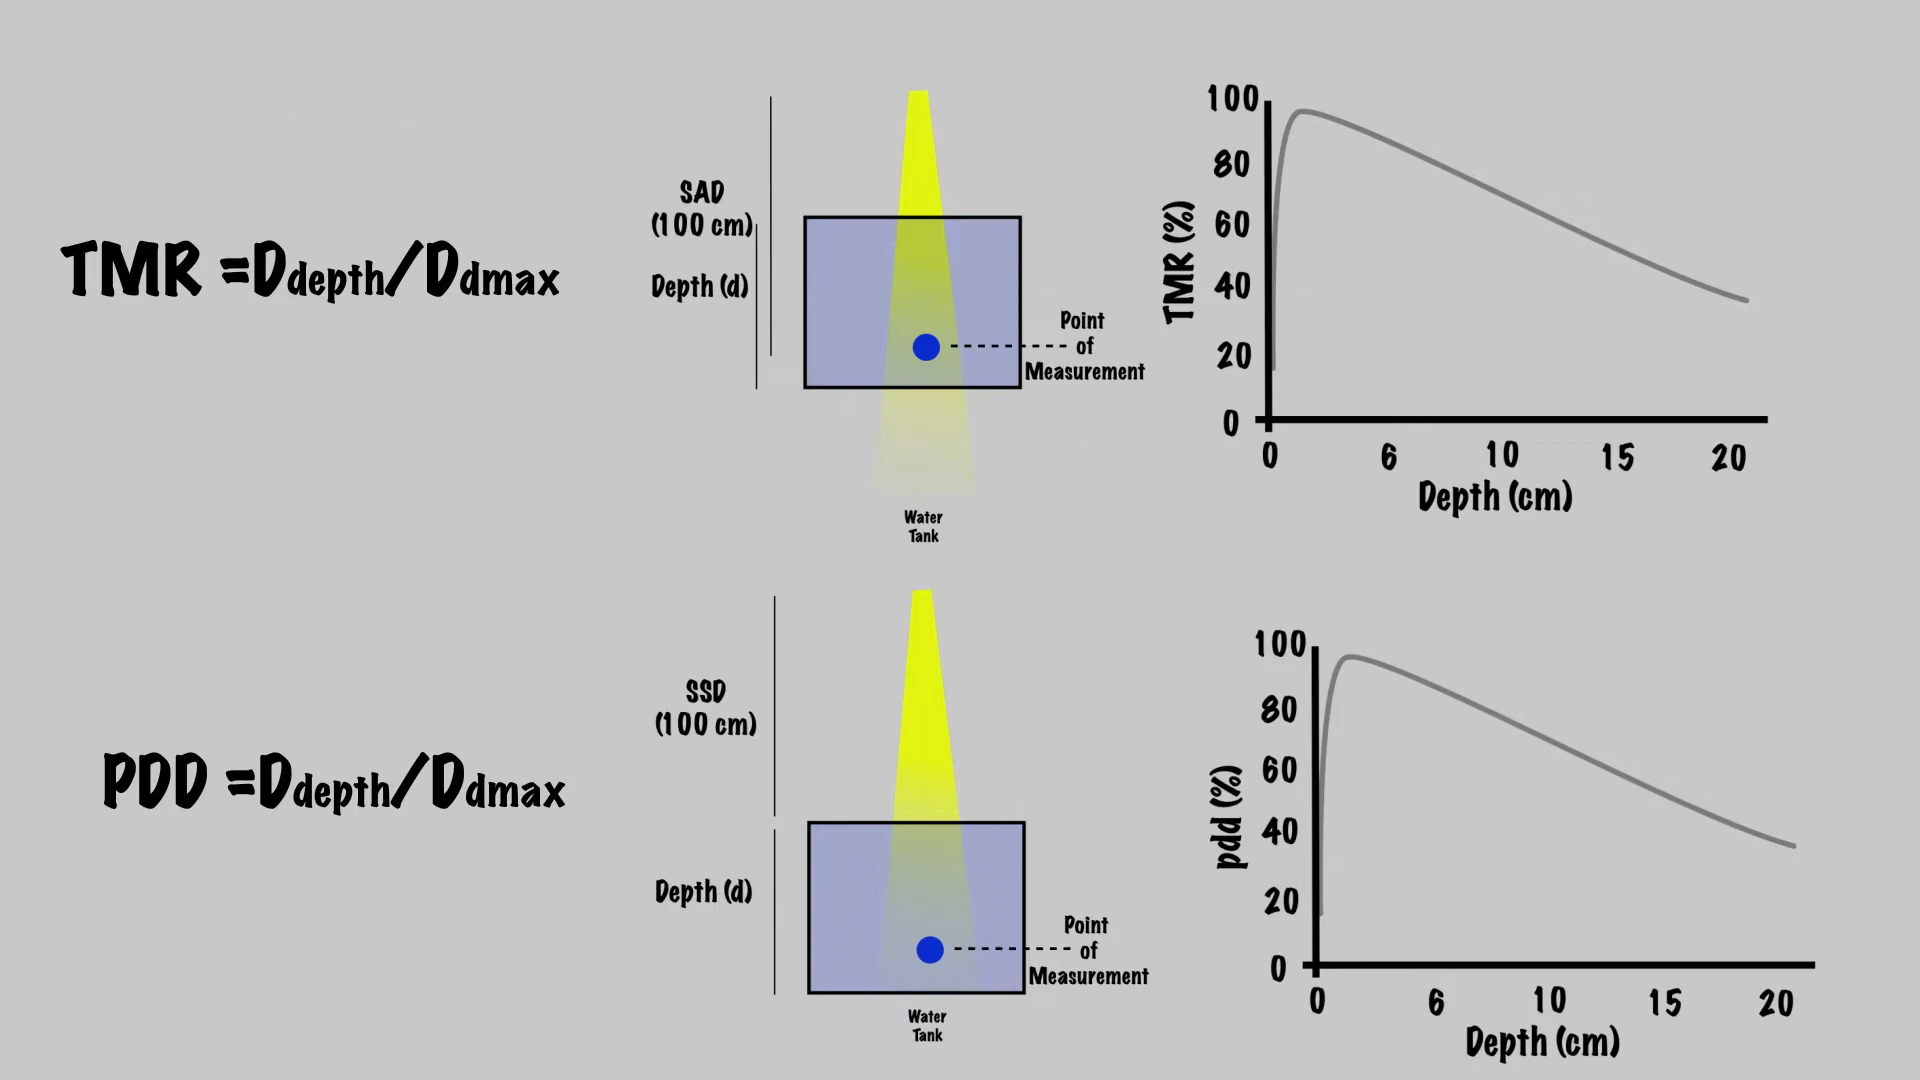 TMR =Ddepth/Ddmax
SAD
(100 cm)
Depth (d)
Point
of
Measurement
Water
Tank
TMR (%)
100
80
60
40
20
0
0 6 10 15 20
Depth (cm)
PDD =Ddepth/Ddmax
SSD
(100 cm)
Depth (d)
Point
of
Measurement
Water
Tank
pdd (%)
100
80
60
40
20
0
0 6 10 15 20
Depth (cm)